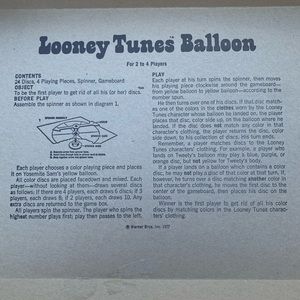 Looney Tunes™ Balloon
For 2 to 4 Players
CONTENTS
24 Discs, 4 Playing Pieces, Spinner, Gameboard
OBJECT
To be the first player to get rid of all his (or her) discs.
BEFORE PLAY
Assemble the spinner as shown in diagram 1.
Each player chooses a color playing piece and places
it on Yosemite Sam's yellow balloon.
All color discs are placed facedown and mixed. Each
player—without looking at them—draws several discs
as follows: If there are 4 players, each draws 6 discs; if 3
players, each draws 8; if 2 players, each draws 10. Any
extra discs are returned to the game box.
All players spin the spinner. The player who spins the
highest number plays first; play then passes to the left.
PLAY
Each player at his turn spins the spinner, then moves
his playing piece clockwise around the gameboard—
from yellow balloon to yellow balloon—according to the
number spun.
He then turns over one of his discs. If that disc match-
es one of the colors in the clothes worn by the Looney
Tunes character whose balloon he landed on, the player
places that disc, color side up, on the balloon where he
landed. If the disc does not match a color in that
character's clothing, the player returns the disc, color
side down, to his collection of discs; his turn ends.
Remember, a player matches discs to the Looney
Tunes characters' clothing. For example, a player who
lands on Tweety's balloon may play a blue, purple, or
orange disc, but not yellow for Tweety's body.
If a player lands on a balloon which contains a color
disc, he may not play a disc of that color at that turn. If,
however, he turns over a disc matching another color in
that character's clothing, he moves the first disc to the
center of the gameboard, then places his disc on the
balloon.
Winner is the first player to get rid of all his color
discs by matching colors in the Looney Tunes charac-
ters' clothing.
© Warner Bros. Inc. 1977